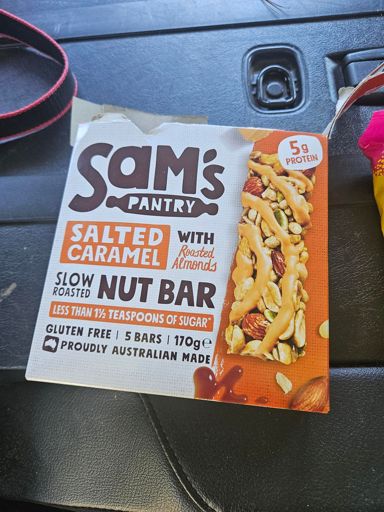 5g
PROTEIN
SAM'S
PANTRY
SALTED
CARAMEL
WITH
Roasted
Almonds
SLOW
ROASTED
NUT BAR
LESS THAN 1½ TEASPOONS OF SUGAR*
GLUTEN FREE | 5 BARS | 170g℮
PROUDLY AUSTRALIAN MADE